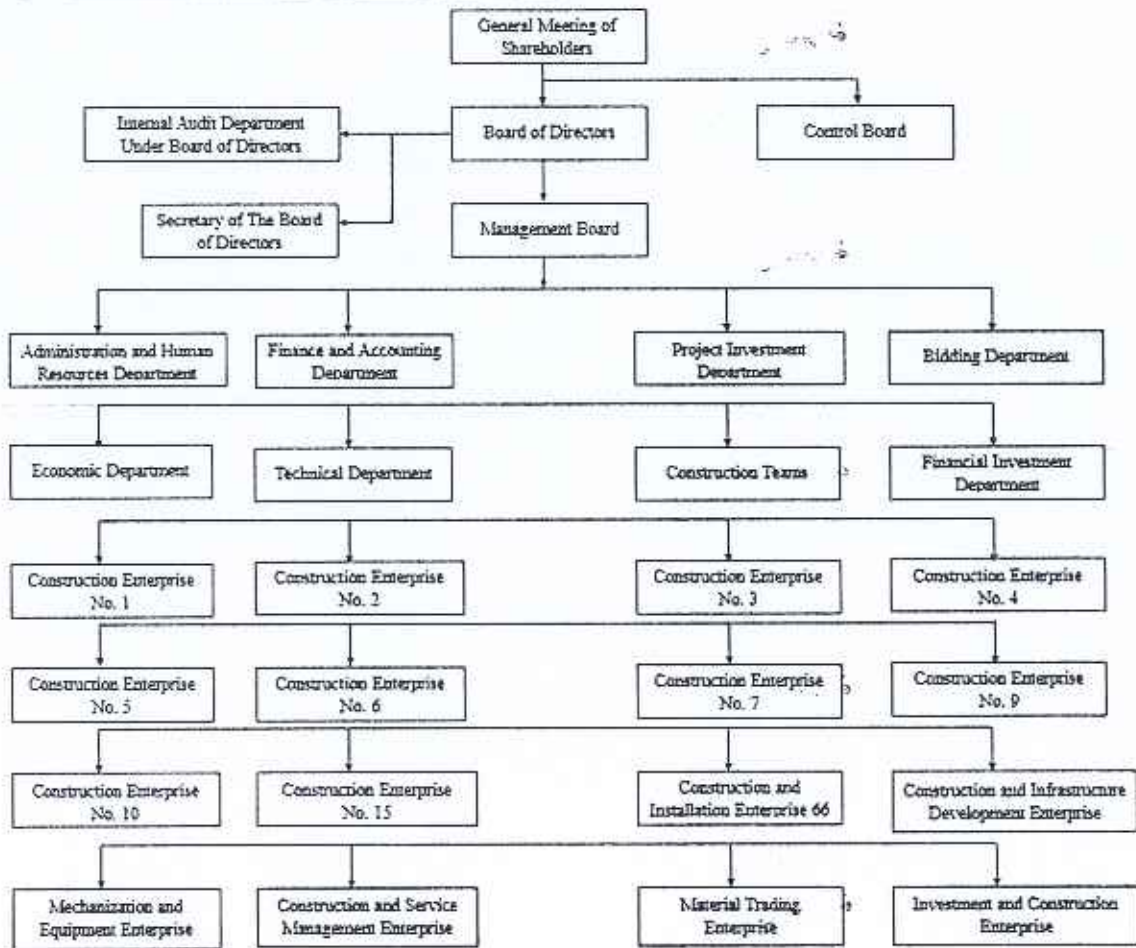 General Meeting of
Shareholders
Internal Audit Department
Under Board of Directors
Board of Directors
Control Board
Secretary of The Board
of Directors
Management Board
Administration and Human
Resources Department
Finance and Accounting
Department
Project Investment
Department
Bidding Department
Economic Department
Technical Department
Construction Teams
Financial Investment
Department
Construction Enterprise
No. 1
Construction Enterprise
No. 2
Construction Enterprise
No. 3
Construction Enterprise
No. 4
Construction Enterprise
No. 5
Construction Enterprise
No. 6
Construction Enterprise
No. 7
Construction Enterprise
No. 9
Construction Enterprise
No. 10
Construction Enterprise
No. 15
Construction and
Installation Enterprise 66
Construction and Infrastructure
Development Enterprise
Mechanization and
Equipment Enterprise
Construction and Service
Management Enterprise
Material Trading
Enterprise
Investment and Construction
Enterprise